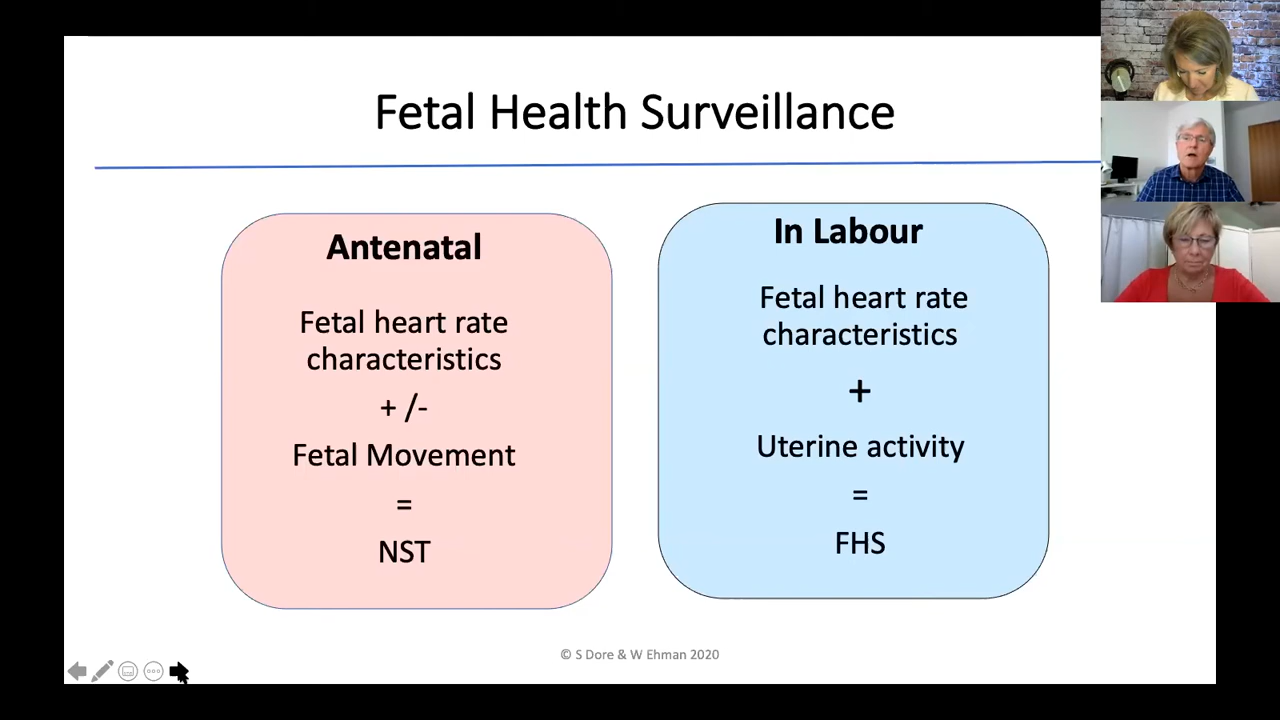 Fetal Health Surveillance
Antenatal
Fetal heart rate
characteristics
+ /-
Fetal Movement
=
NST
In Labour
Fetal heart rate
characteristics
+
Uterine activity
=
FHS
© S Dore & W Ehman 2020